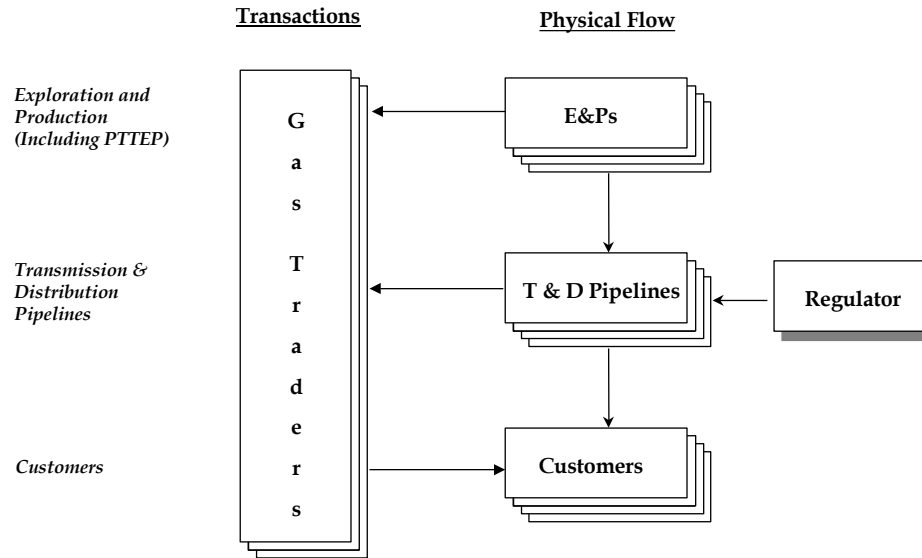 Transactions
Physical Flow
Exploration and
Production
(Including PTTEP)
E&Ps
Transmission &
Distribution
Pipelines
T & D Pipelines
Regulator
Customers
Customers
G
a
s
T
r
a
d
e
r
s